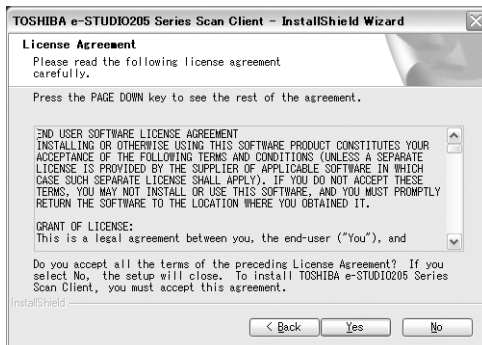 TOSHIBA e-STUDIO205 Series Scan Client - InstallShield Wizard
License Agreement
Please read the following license agreement
carefully.
Press the PAGE DOWN key to see the rest of the agreement.
END USER SOFTWARE LICENSE AGREEMENT
INSTALLING OR OTHERWISE USING THIS SOFTWARE PRODUCT CONSTITUTES YOUR
ACCEPTANCE OF THE FOLLOWING TERMS AND CONDITIONS (UNLESS A SEPARATE
LICENSE IS PROVIDED BY THE SUPPLIER OF APPLICABLE SOFTWARE IN WHICH
CASE SUCH SEPARATE LICENSE SHALL APPLY). IF YOU DO NOT ACCEPT THESE
TERMS, YOU MAY NOT INSTALL OR USE THIS SOFTWARE, AND YOU MUST PROMPTLY
RETURN THE SOFTWARE TO THE LOCATION WHERE YOU OBTAINED IT.
GRANT OF LICENSE:
This is a legal agreement between you, the end-user ("You"), and
Do you accept all the terms of the preceding License Agreement? If you
select No, the setup will close. To install TOSHIBA e-STUDIO205 Series
Scan Client, you must accept this agreement.
InstallShield
< Back Yes No